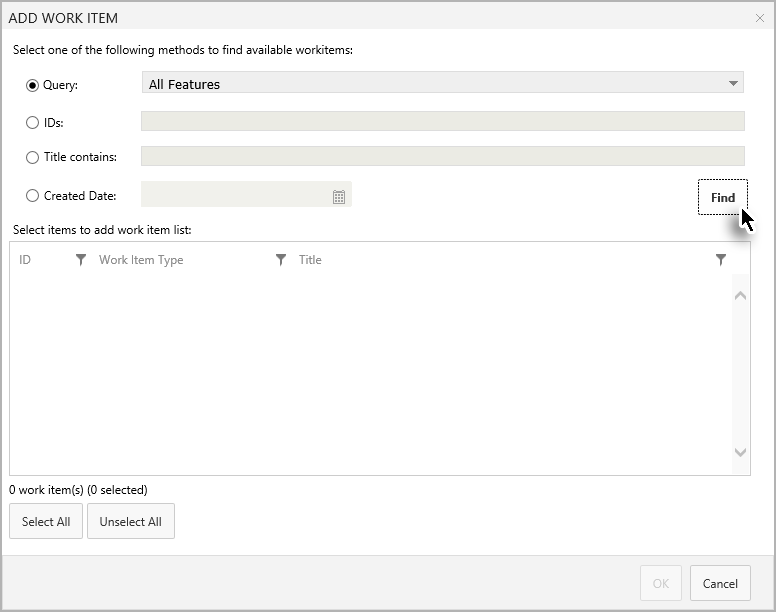 ADD WORK ITEM
Select one of the following methods to find available workitems:
Query: All Features
IDs:
Title contains:
Created Date:
Find
Select items to add work item list:
ID Work Item Type Title
0 work item(s) (0 selected)
Select All Unselect All
OK Cancel